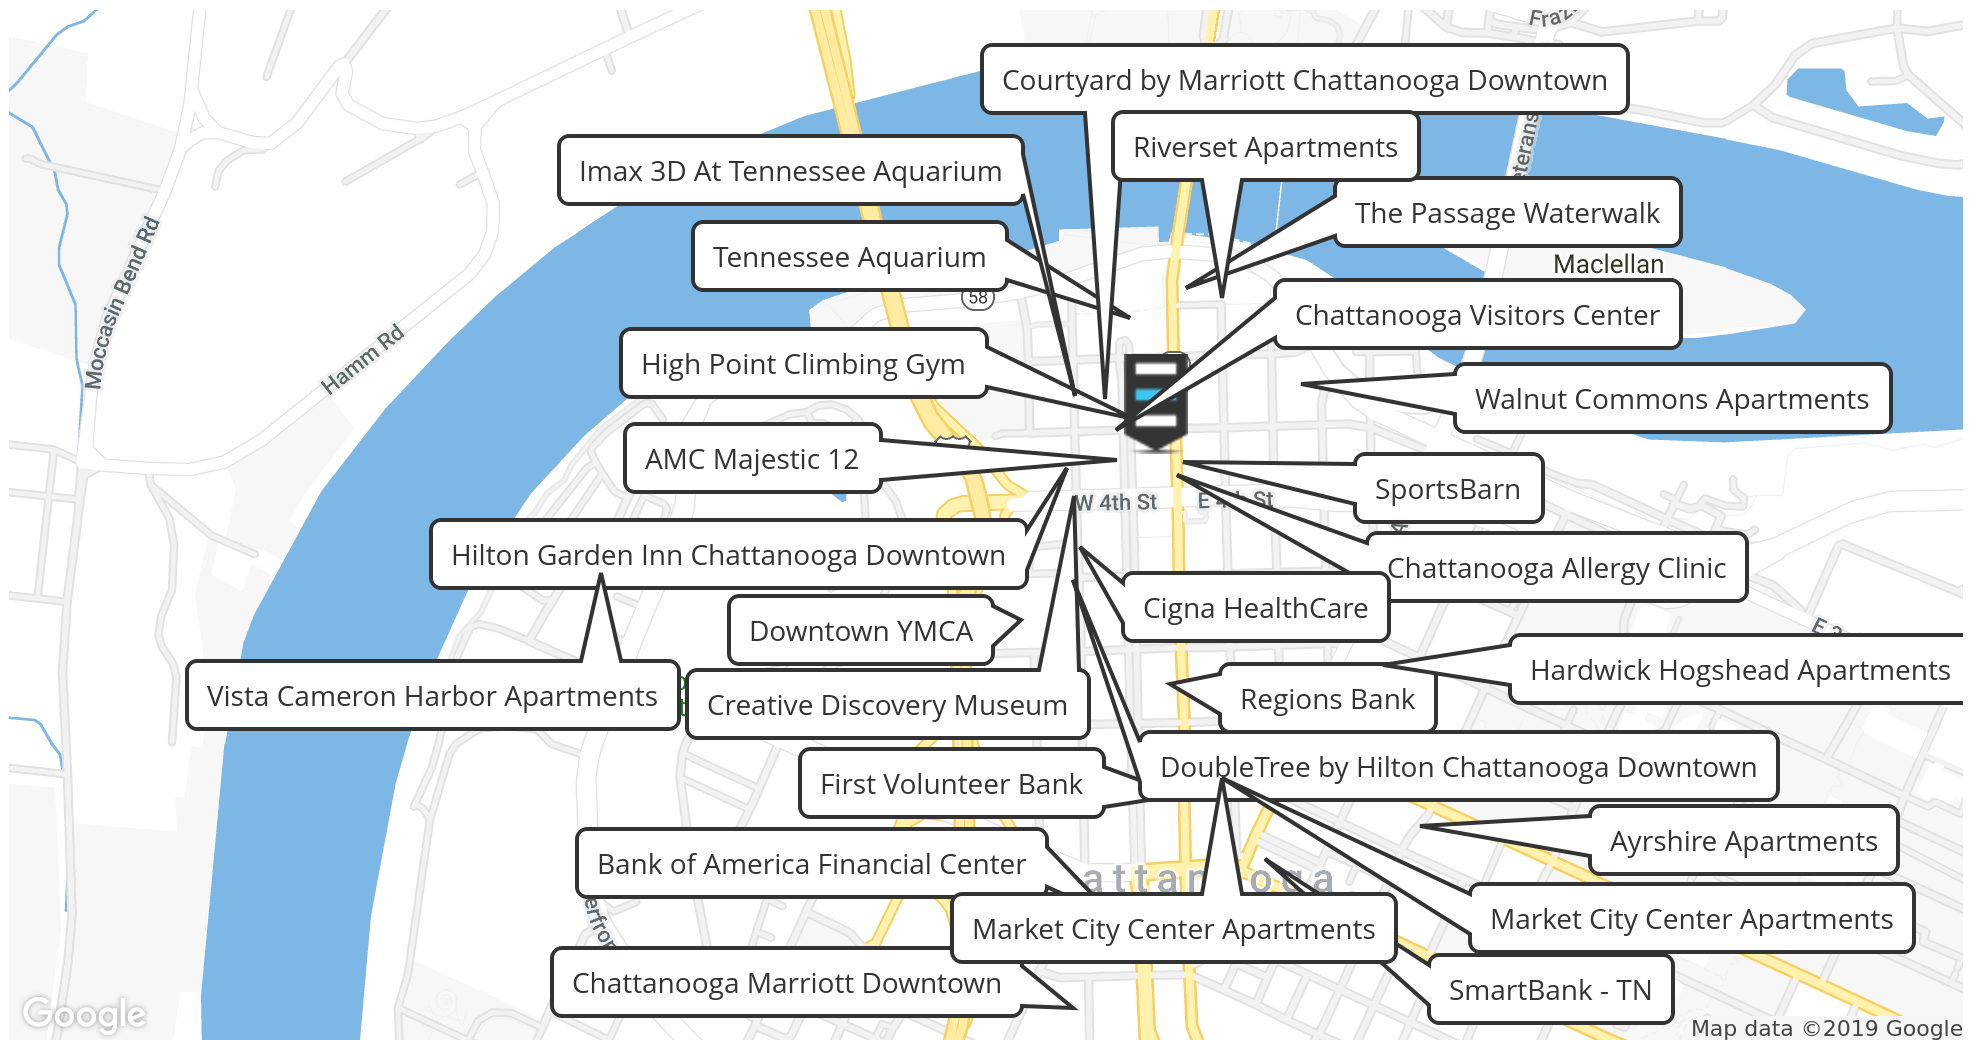 Courtyard by Marriott Chattanooga Downtown
Riverset Apartments
Imax 3D At Tennessee Aquarium
The Passage Waterwalk
Tennessee Aquarium
Maclellan
58
Chattanooga Visitors Center
High Point Climbing Gym
Walnut Commons Apartments
Moccasin Bend Rd
Hamm Rd
AMC Majestic 12
SportsBarn
W 4th St
Hilton Garden Inn Chattanooga Downtown
Chattanooga Allergy Clinic
Cigna HealthCare
Downtown YMCA
Hardwick Hogshead Apartments
Vista Cameron Harbor Apartments
Creative Discovery Museum
Regions Bank
DoubleTree by Hilton Chattanooga Downtown
First Volunteer Bank
Ayrshire Apartments
Bank of America Financial Center
Market City Center Apartments
Market City Center Apartments
Chattanooga Marriott Downtown
SmartBank - TN
Google
Map data ©2019 Google